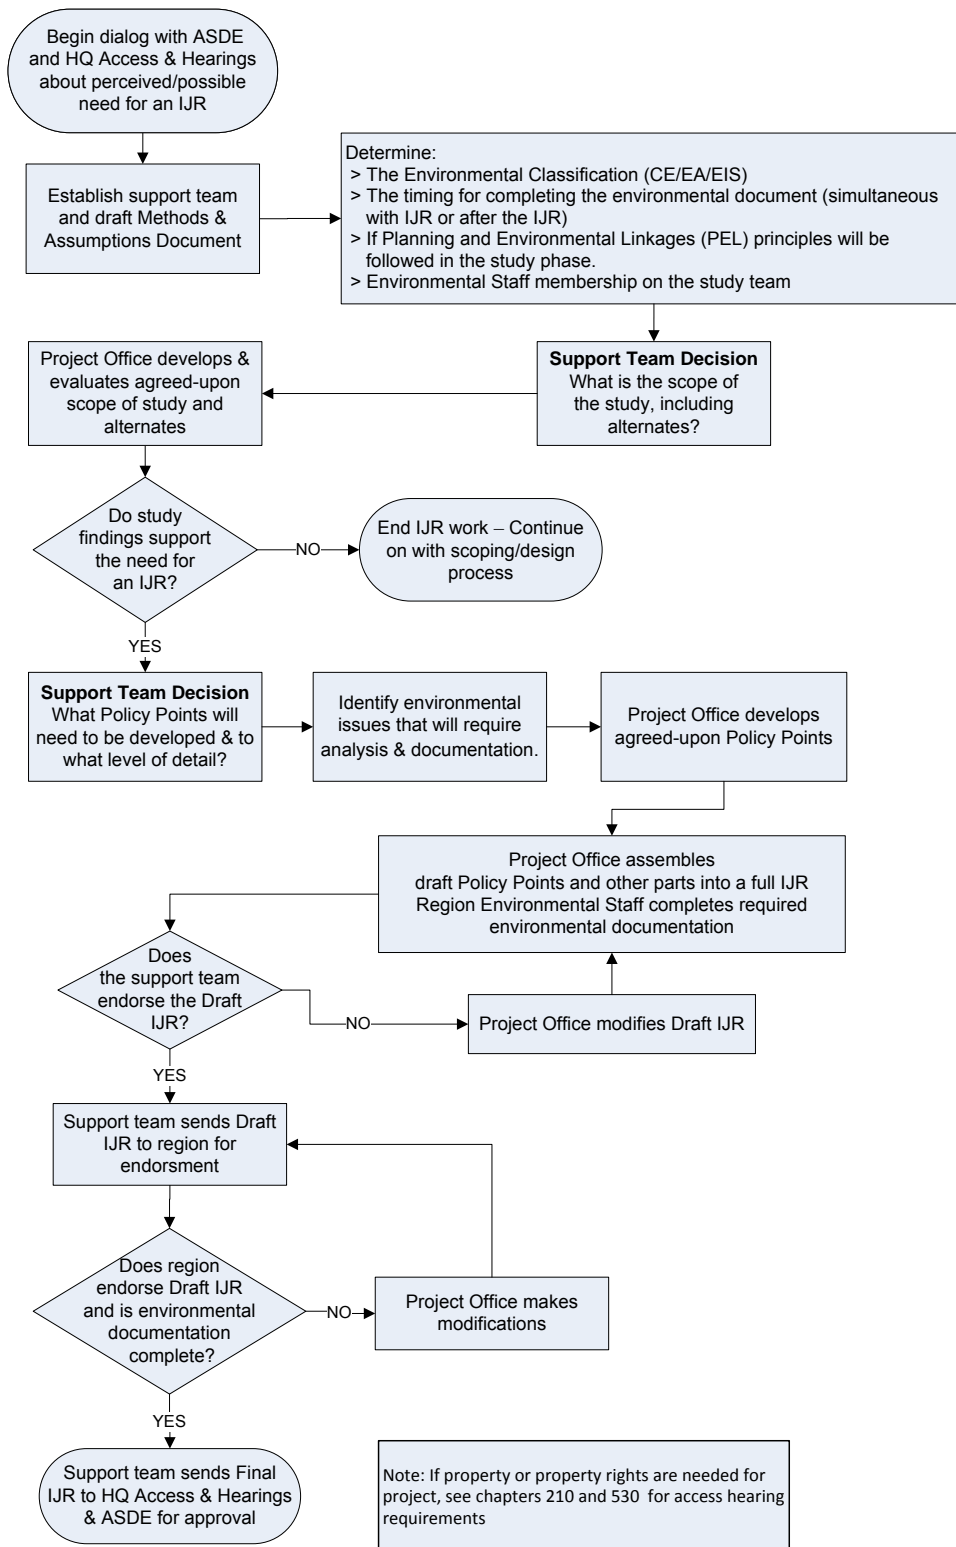 Begin dialog with ASDE
and HQ Access & Hearings
about perceived/possible
need for an IJR
Establish support team
and draft Methods &
Assumptions Document
Determine:
> The Environmental Classification (CE/EA/EIS)
> The timing for completing the environmental document (simultaneous
with IJR or after the IJR)
> If Planning and Environmental Linkages (PEL) principles will be
followed in the study phase.
> Environmental Staff membership on the study team
Support Team Decision
What is the scope of
the study, including
alternates?
Project Office develops &
evaluates agreed-upon
scope of study and
alternates
Do study
findings support
the need for
an IJR?
NO
End IJR work – Continue
on with scoping/design
process
YES
Support Team Decision
What Policy Points will
need to be developed & to
what level of detail?
Identify environmental
issues that will require
analysis & documentation.
Project Office develops
agreed-upon Policy Points
Project Office assembles
draft Policy Points and other parts into a full IJR
Region Environmental Staff completes required
environmental documentation
Does
the support team
endorse the Draft
IJR?
NO
Project Office modifies Draft IJR
YES
Support team sends Draft
IJR to region for
endorsment
Does region
endorse Draft IJR
and is environmental
documentation
complete?
NO
Project Office makes
modifications
YES
Support team sends Final
IJR to HQ Access & Hearings
& ASDE for approval
Note: If property or property rights are needed for
project, see chapters 210 and 530 for access hearing
requirements